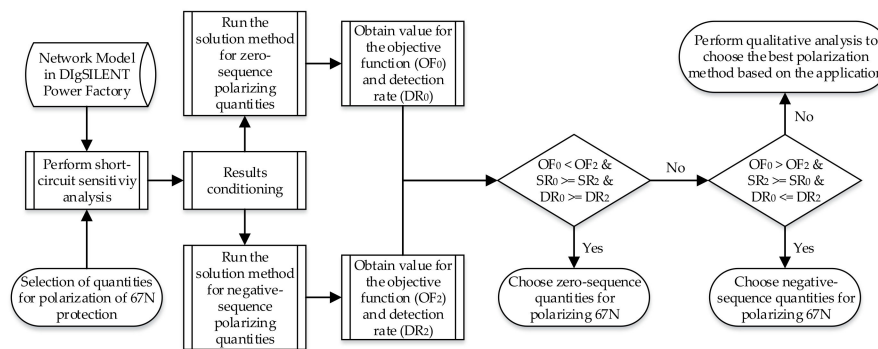 Network Model
in DIgSILENT
Power Factory
Perform short-
circuit sensitiviy
analysis
Selection of quantities
for polarization of 67N
protection
Run the
solution method
for zero-
sequence
polarizing
quantities
Results
conditioning
Run the
solution method
for negative-
sequence
polarizing
quantities
Obtain value for
the objective
function (OF0)
and detection
rate (DR0)
Obtain value for
the objective
function (OF2)
and detection
rate (DR2)
OF0 < OF2 &
SR0 >= SR2 &
DR0 >= DR2
Yes
Choose zero-sequence
quantities for
polarizing 67N
No
OF0 > OF2 &
SR2 >= SR0 &
DR0 <= DR2
No
Perform qualitative analysis to
choose the best polarization
method based on the application
Yes
Choose negative-
sequence quantities for
polarizing 67N